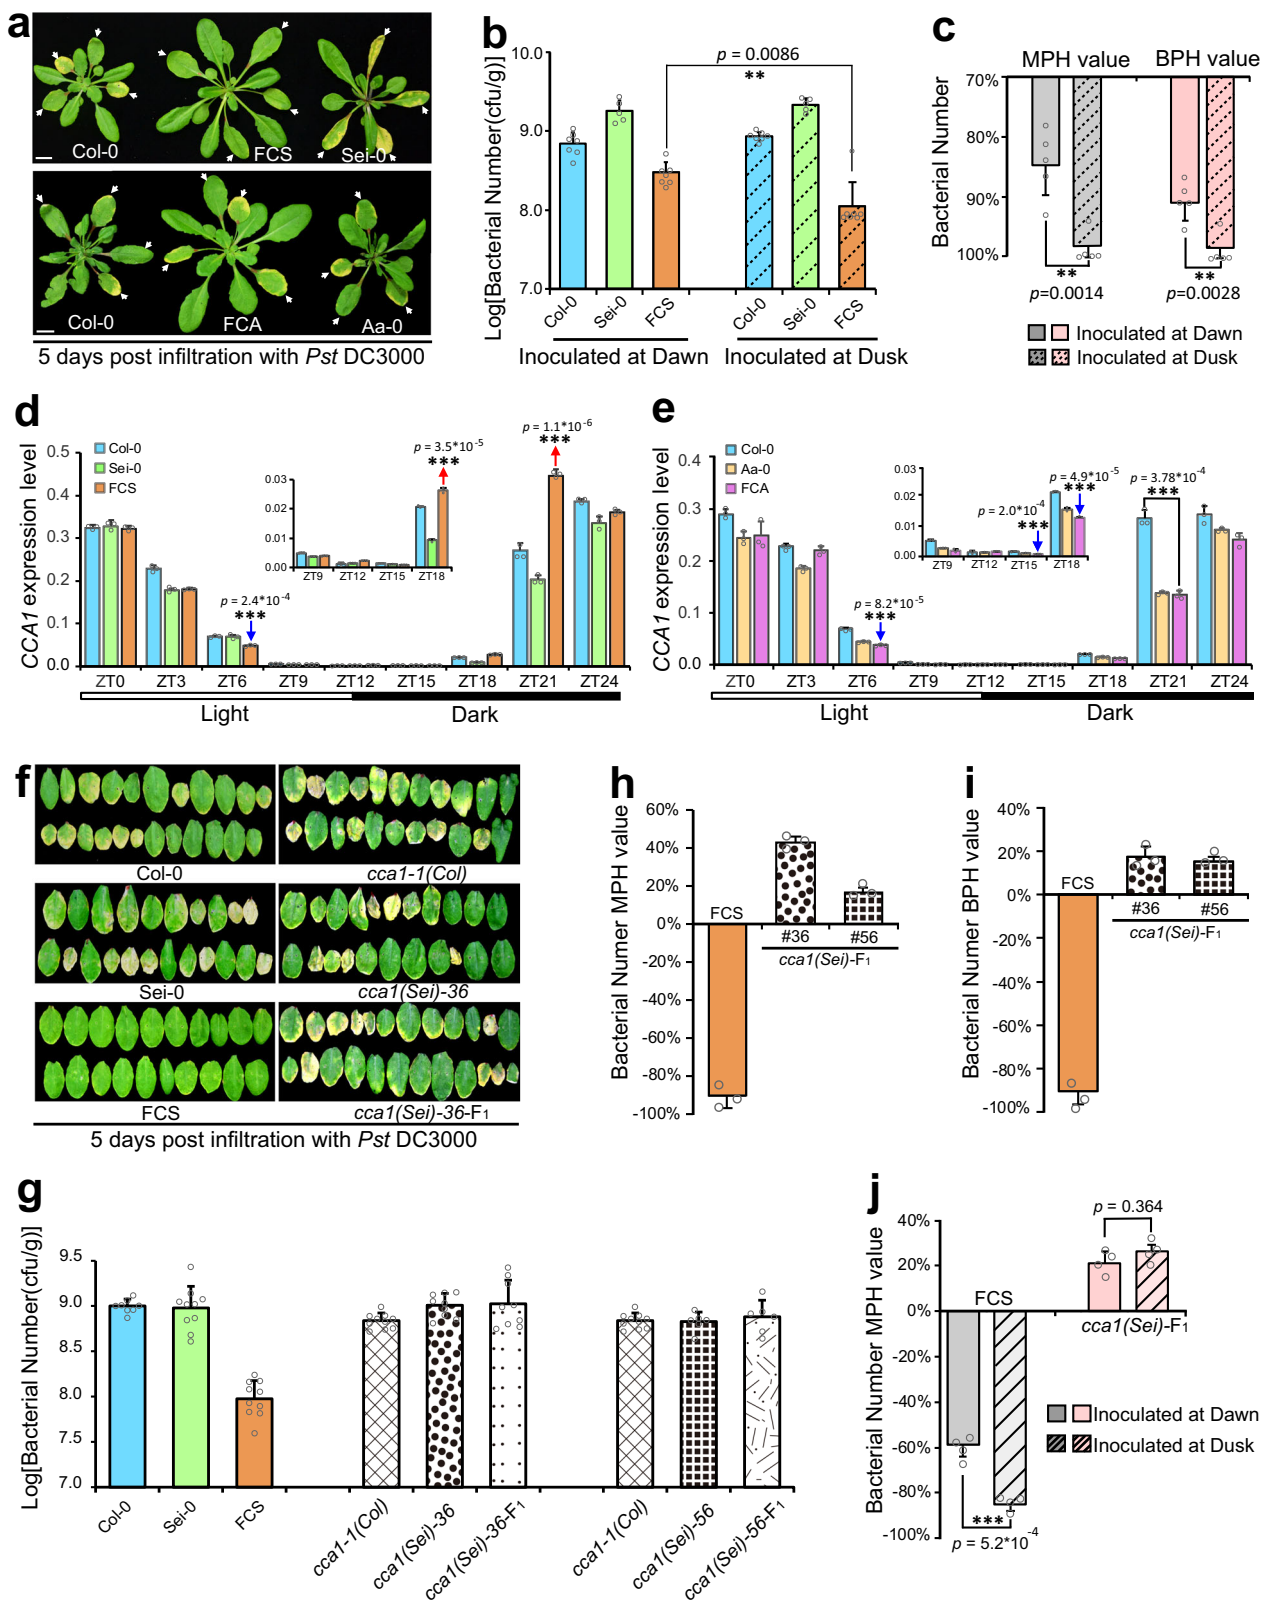 a
Col-0
FCS
Sei-0
Col-0
FCA
Aa-0
5 days post infiltration with Pst DC3000
b
Log[Bacterial Number(cfu/g)]
10.0
9.0
8.0
7.0
p = 0.0086
**
Col-0
Sei-0
FCS
Col-0
Sei-0
FCS
Inoculated at Dawn
Inoculated at Dusk
c
MPH value
BPH value
Bacterial Number
70%
80%
90%
100%
**
**
p=0.0014
p=0.0028
Inoculated at Dawn
Inoculated at Dusk
d
CCA1 expression level
0.5
0.4
0.3
0.2
0.1
0.0
Col-0
Sei-0
FCS
p = 2.4*10-4
***
0.03
0.02
0.01
0.00
ZT9
ZT12
ZT15
ZT18
p = 3.5*10-5
***
p = 1.1*10-6
***
ZT0
ZT3
ZT6
ZT9
ZT12
ZT15
ZT18
ZT21
ZT24
Light
Dark
e
CCA1 expression level
0.4
0.3
0.2
0.1
0.0
Col-0
Aa-0
FCA
p = 8.2*10-5
***
0.03
0.02
0.01
0.00
ZT9
ZT12
ZT15
ZT18
p = 2.0*10-4
***
p = 4.9*10-5
***
p = 3.78*10-4
***
ZT0
ZT3
ZT6
ZT9
ZT12
ZT15
ZT18
ZT21
ZT24
Light
Dark
f
Col-0
cca1-1(Col)
Sei-0
cca1(Sei)-36
FCS
cca1(Sei)-36-F1
5 days post infiltration with Pst DC3000
h
Bacterial Numer MPH value
60%
40%
20%
0%
-20%
-40%
-60%
-80%
-100%
FCS
#36
#56
cca1(Sei)-F1
i
Bacterial Numer BPH value
40%
20%
0%
-20%
-40%
-60%
-80%
-100%
FCS
#36
#56
cca1(Sei)-F1
g
Log[Bacterial Number(cfu/g)]
9.5
9.0
8.5
8.0
7.5
7.0
Col-0
Sei-0
FCS
cca1-1(Col)
cca1(Sei)-36
cca1(Sei)-36-F1
cca1-1(Col)
cca1(Sei)-56
cca1(Sei)-56-F1
j
Bacterial Number MPH value
40%
20%
0%
-20%
-40%
-60%
-80%
-100%
p = 0.364
FCS
cca1(Sei)-F1
***
p = 5.2*10-4
Inoculated at Dawn
Inoculated at Dusk